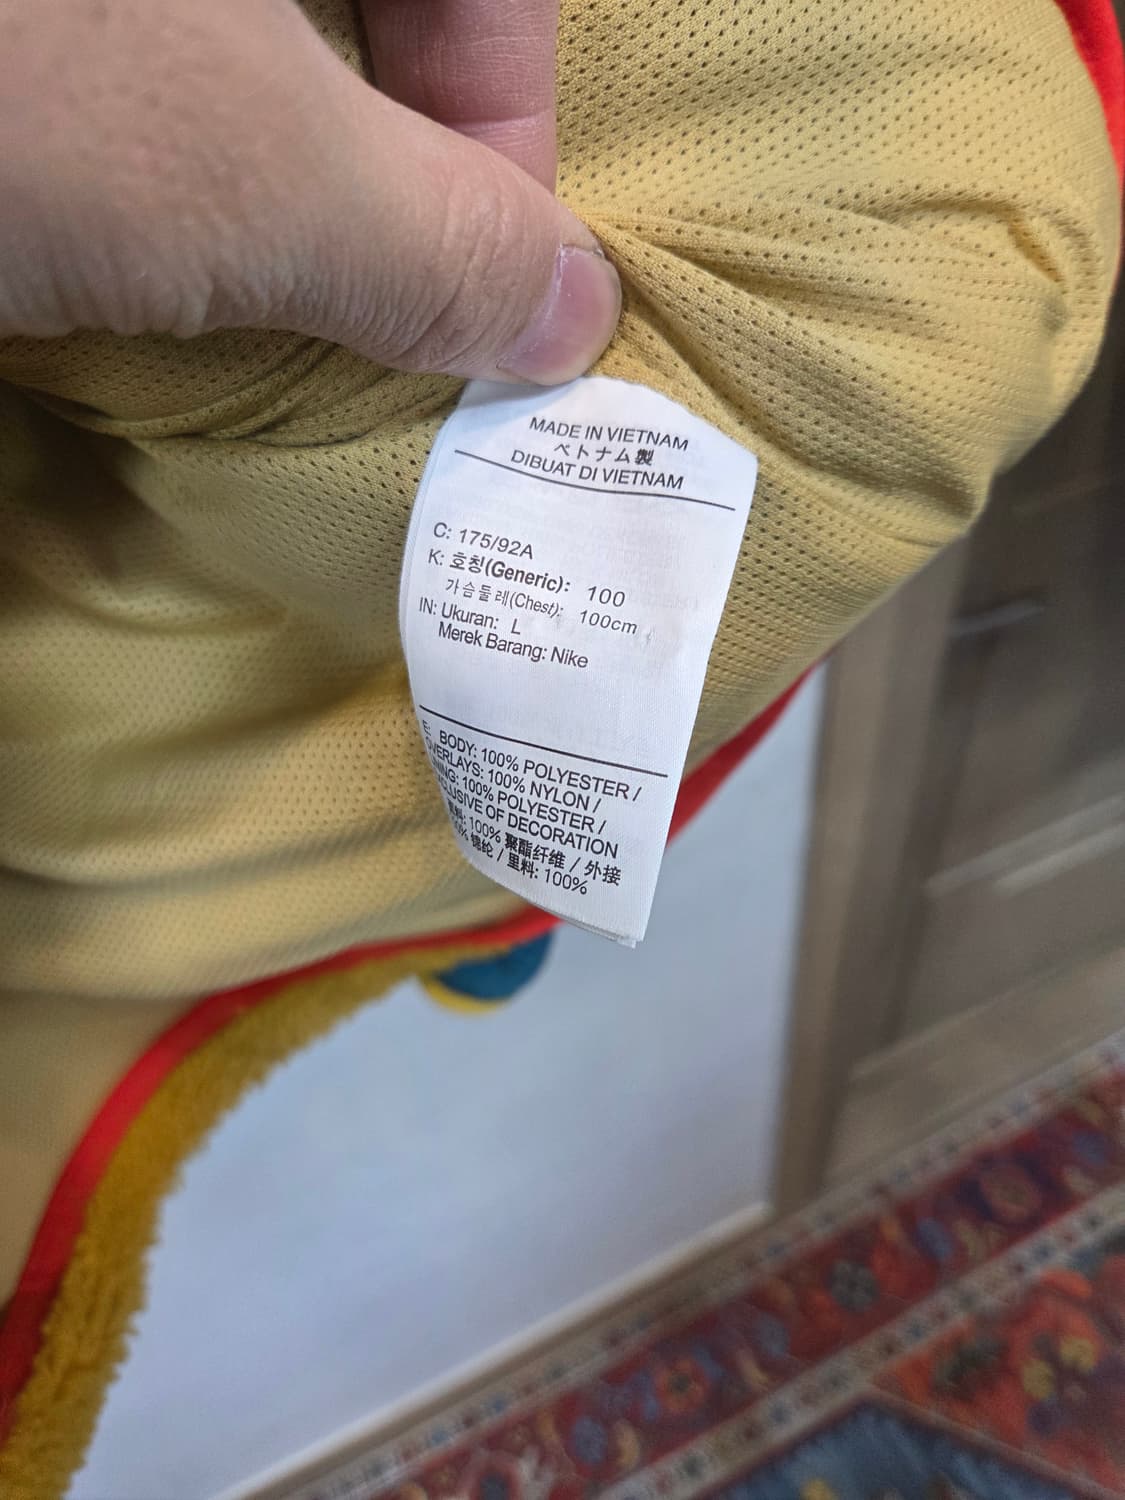 MADE IN VIETNAM
ベトナム製
DIBUAT DI VIETNAM
C: 175/92A
K: 호칭(Generic): 100
가슴둘레(Chest): 100cm
IN: Ukuran: L
Merek Barang: Nike
E: BODY: 100% POLYESTER /
OVERLAYS: 100% NYLON /
100% POLYESTER /
OF DECORATION
100% 聚酯纤维 / 外接
锦纶 / 里料: 100%